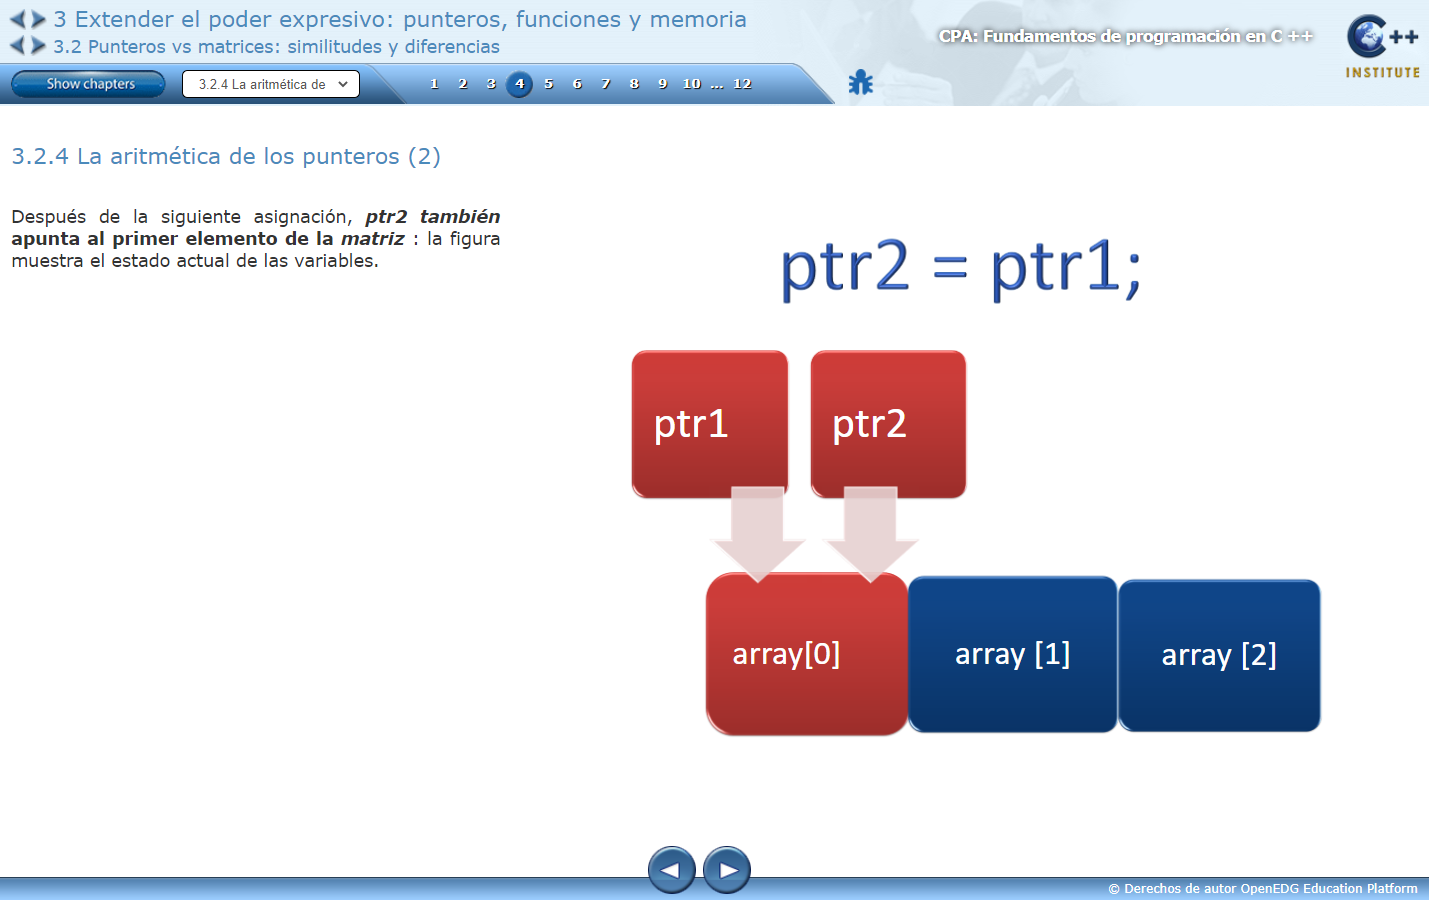 3 Extender el poder expresivo: punteros, funciones y memoria
3.2 Punteros vs matrices: similitudes y diferencias
CPA: Fundamentos de programación en C ++
C++
INSTITUTE
Show chapters
3.2.4 La aritmética de
1 2 3 4 5 6 7 8 9 10 ... 12
3.2.4 La aritmética de los punteros (2)
Después de la siguiente asignación, ptr2 también
apunta al primer elemento de la matriz : la figura
muestra el estado actual de las variables.
ptr2 = ptr1;
ptr1
ptr2
array[0]
array [1]
array [2]
© Derechos de autor OpenEDG Education Platform